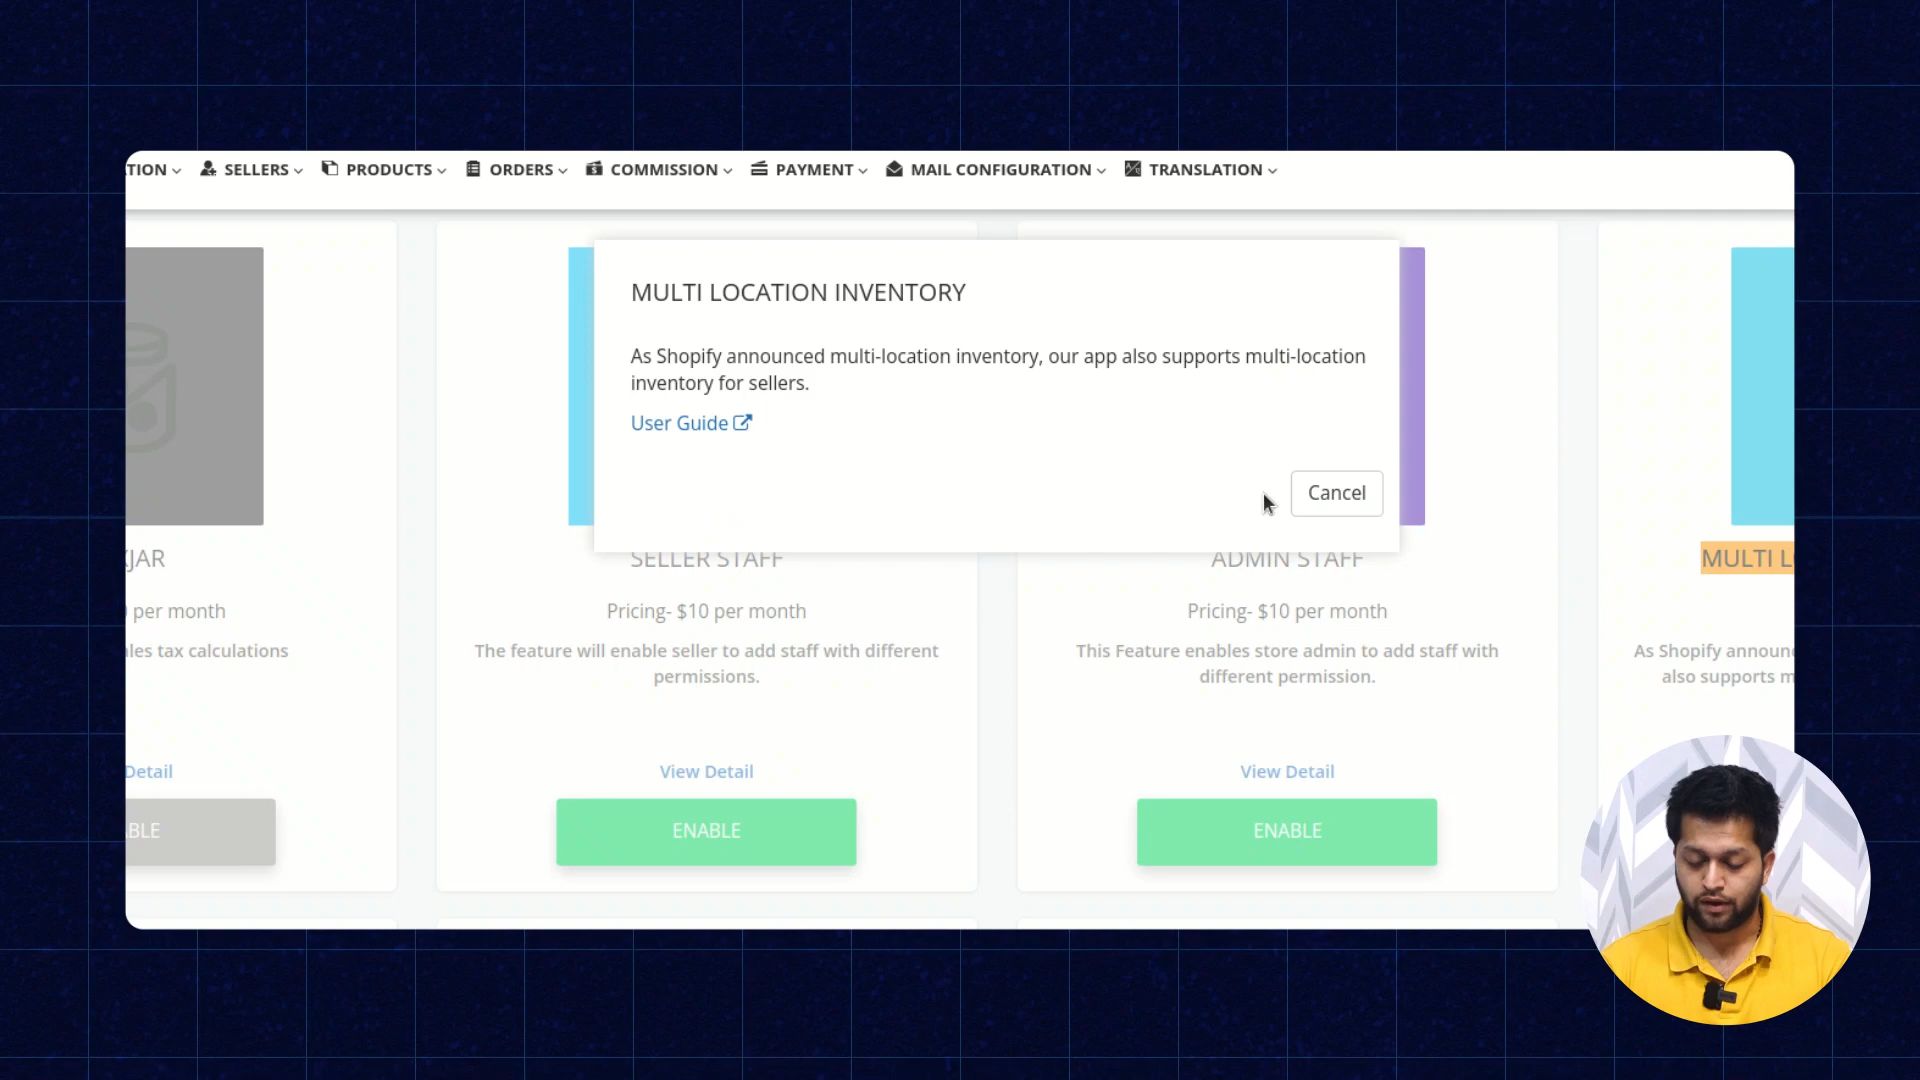 TION
SELLERS
PRODUCTS
ORDERS
COMMISSION
PAYMENT
MAIL CONFIGURATION
TRANSLATION
MULTI LOCATION INVENTORY
As Shopify announced multi-location inventory, our app also supports multi-location
inventory for sellers.
User Guide
Cancel
JAR
per month
les tax calculations
Detail
BLE
SELLER STAFF
Pricing- $10 per month
The feature will enable seller to add staff with different
permissions.
View Detail
ENABLE
ADMIN STAFF
Pricing- $10 per month
This Feature enables store admin to add staff with
different permission.
View Detail
ENABLE
MULTI L
As Shopify announ
also supports m